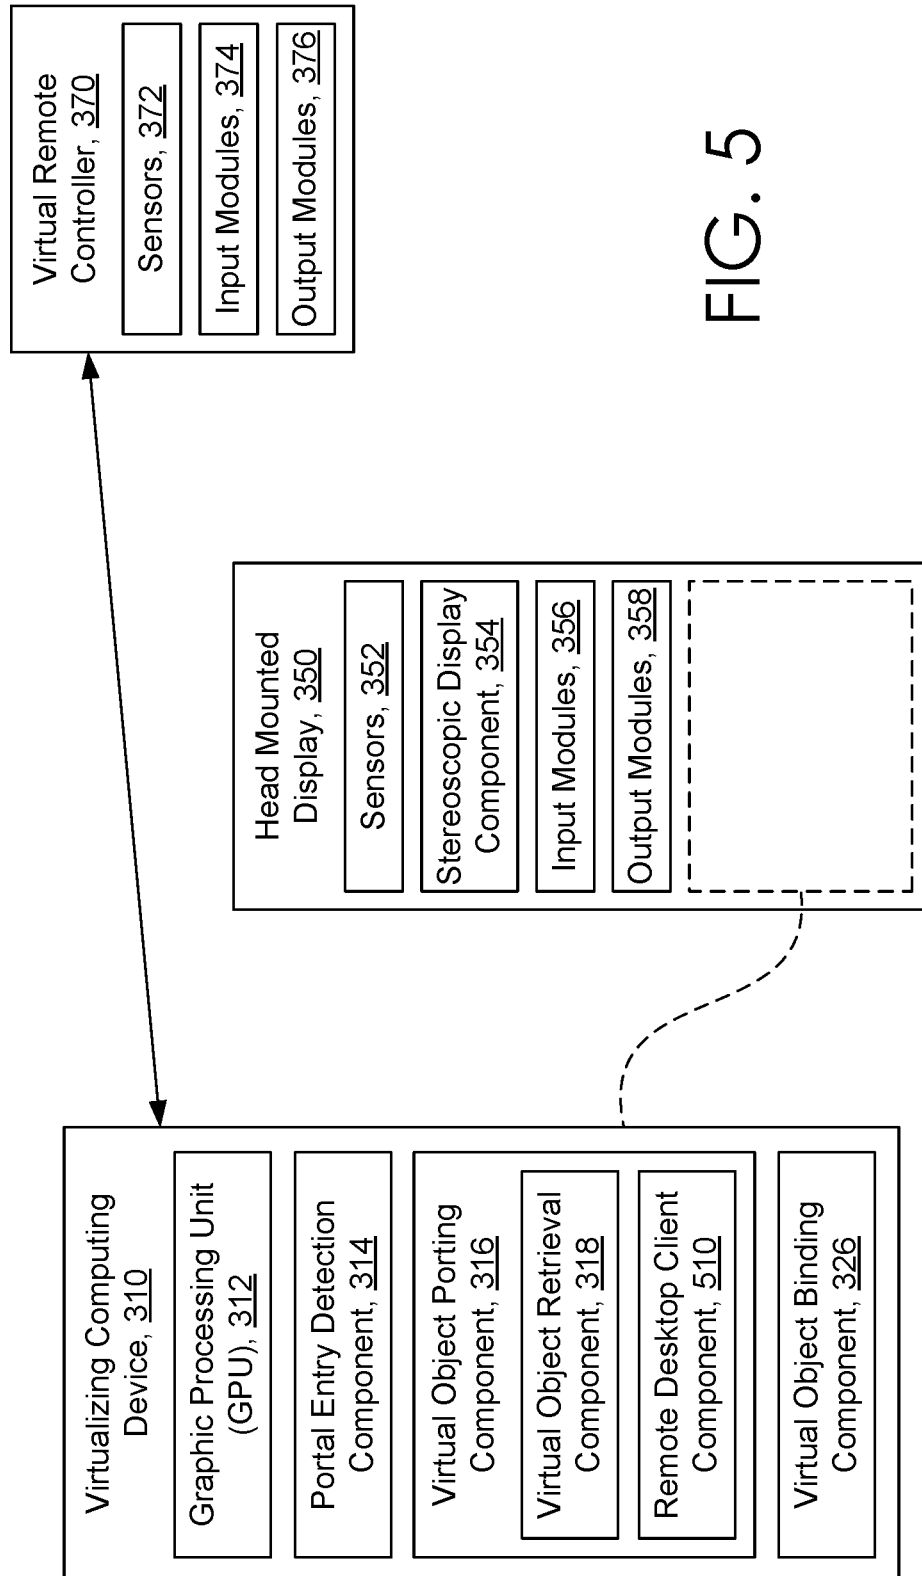 Virtualizing Computing
Device, 310
Graphic Processing Unit
(GPU), 312
Portal Entry Detection
Component, 314
Virtual Object Porting
Component, 316
Virtual Object Retrieval
Component, 318
Remote Desktop Client
Component, 510
Virtual Object Binding
Component, 326
Head Mounted
Display, 350
Sensors, 352
Stereoscopic Display
Component, 354
Input Modules, 356
Output Modules, 358
Virtual Remote
Controller, 370
Sensors, 372
Input Modules, 374
Output Modules, 376
FIG. 5